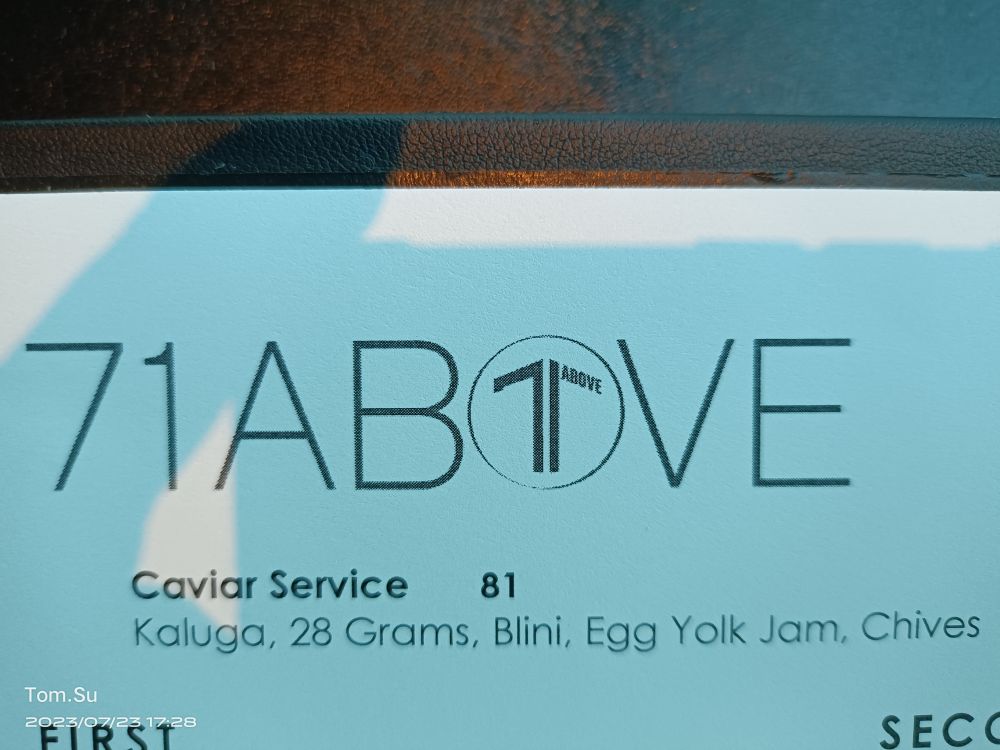 71ABOVE
71 ABOVE
Caviar Service 81
Kaluga, 28 Grams, Blini, Egg Yolk Jam, Chives
Tom.Su
2023/07/23 17:28
FIRST